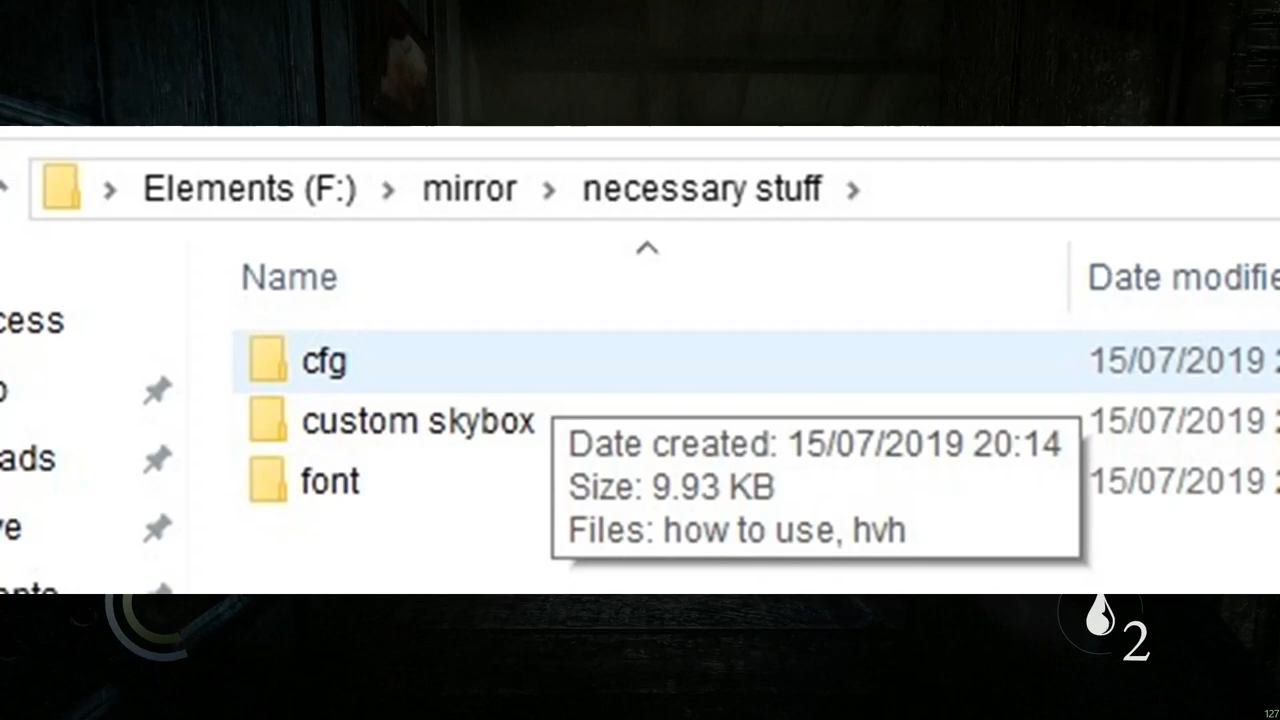 Elements (F:) > mirror > necessary stuff >
Name Date modifie
cess
cfg 15/07/2019
custom skybox 15/07/2019
font 15/07/2019
ads
Date created: 15/07/2019 20:14
Size: 9.93 KB
Files: how to use, hvh
2
127